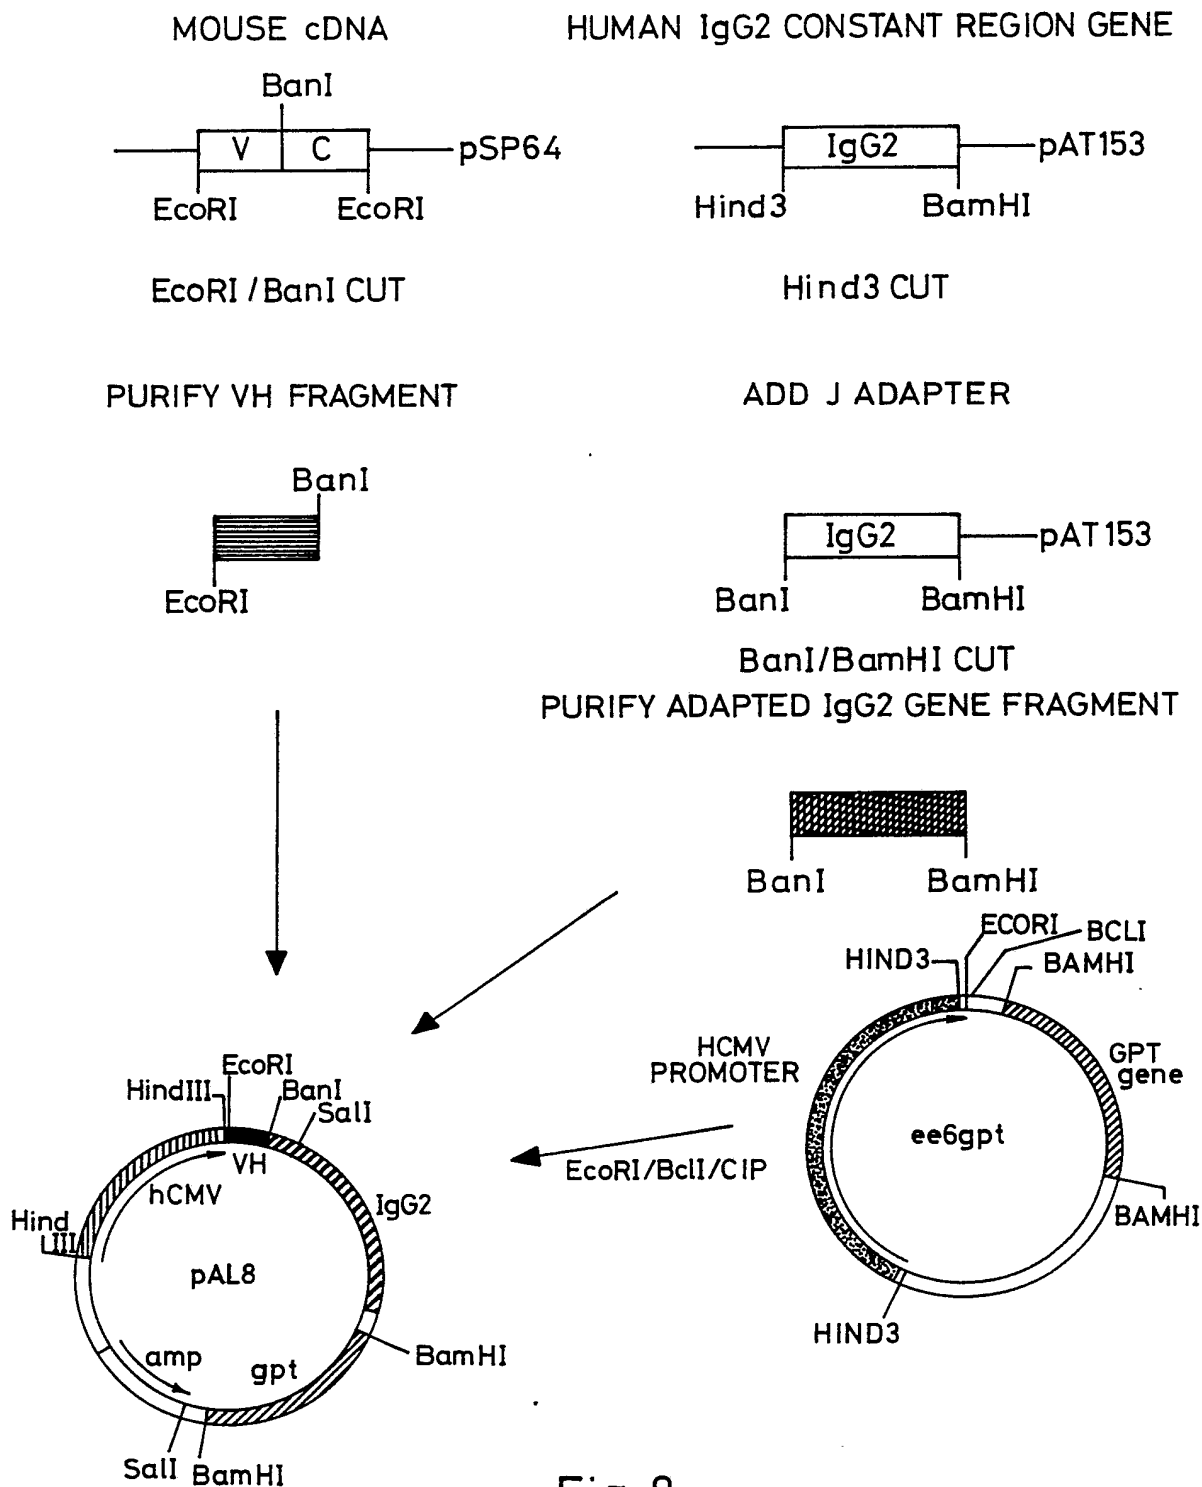 MOUSE cDNA
HUMAN IgG2 CONSTANT REGION GENE
BanI
V
C
pSP64
EcoRI
EcoRI
IgG2
pAT153
Hind3
BamHI
EcoRI/BanI CUT
Hind3 CUT
PURIFY VH FRAGMENT
ADD J ADAPTER
BanI
EcoRI
IgG2
pAT153
BanI
BamHI
BanI/BamHI CUT
PURIFY ADAPTED IgG2 GENE FRAGMENT
BanI
BamHI
ECORI
BCLI
HIND3
BAMHI
HCMV
PROMOTER
GPT
gene
ee6gpt
BAMHI
HIND3
EcoRI/BclI/CIP
EcoRI
HindIII
BanI
SalI
VH
hCMV
IgG2
Hind
III
pAL8
amp
gpt
BamHI
SalI
BamHI